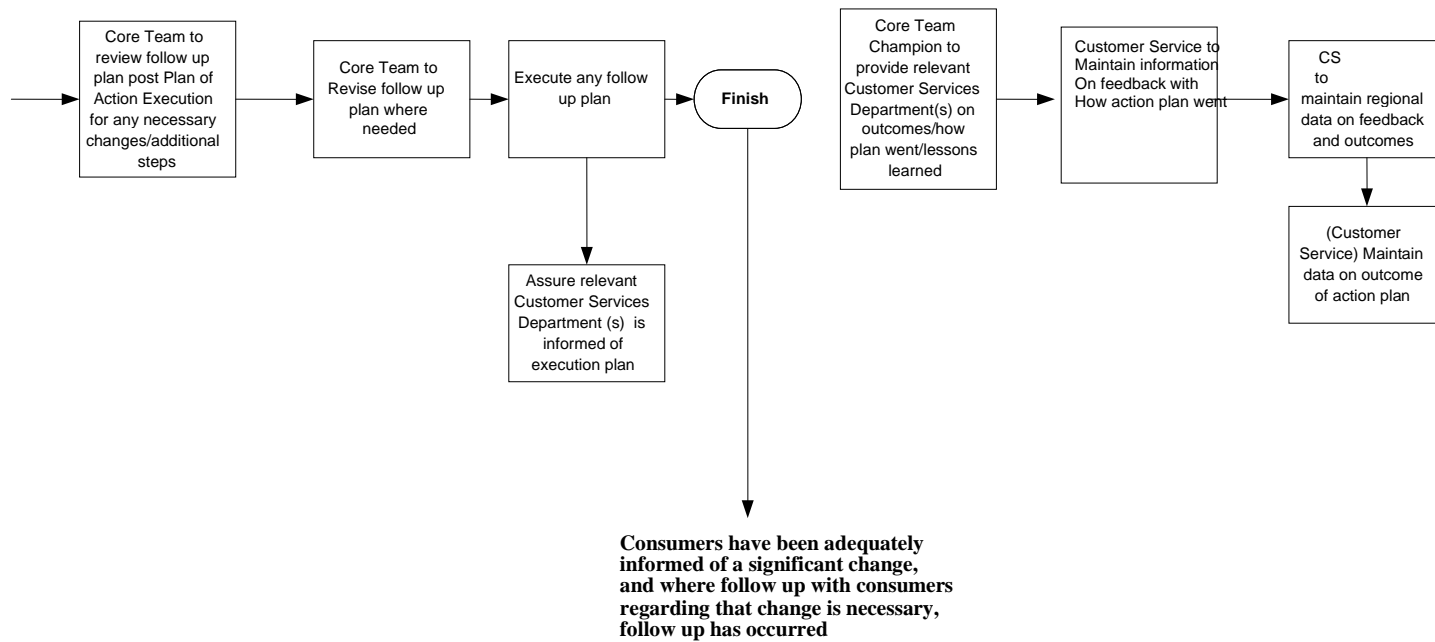 Core Team to
review follow up
plan post Plan of
Action Execution
for any necessary
changes/additional
steps
Core Team to
Revise follow up
plan where
needed
Execute any follow
up plan
Finish
Core Team
Champion to
provide relevant
Customer Services
Department(s) on
outcomes/how
plan went/lessons
learned
Customer Service to
Maintain information
On feedback with
How action plan went
CS
to
maintain regional
data on feedback
and outcomes
Assure relevant
Customer Services
Department (s) is
informed of
execution plan
(Customer
Service) Maintain
data on outcome
of action plan
Consumers have been adequately
informed of a significant change,
and where follow up with consumers
regarding that change is necessary,
follow up has occurred